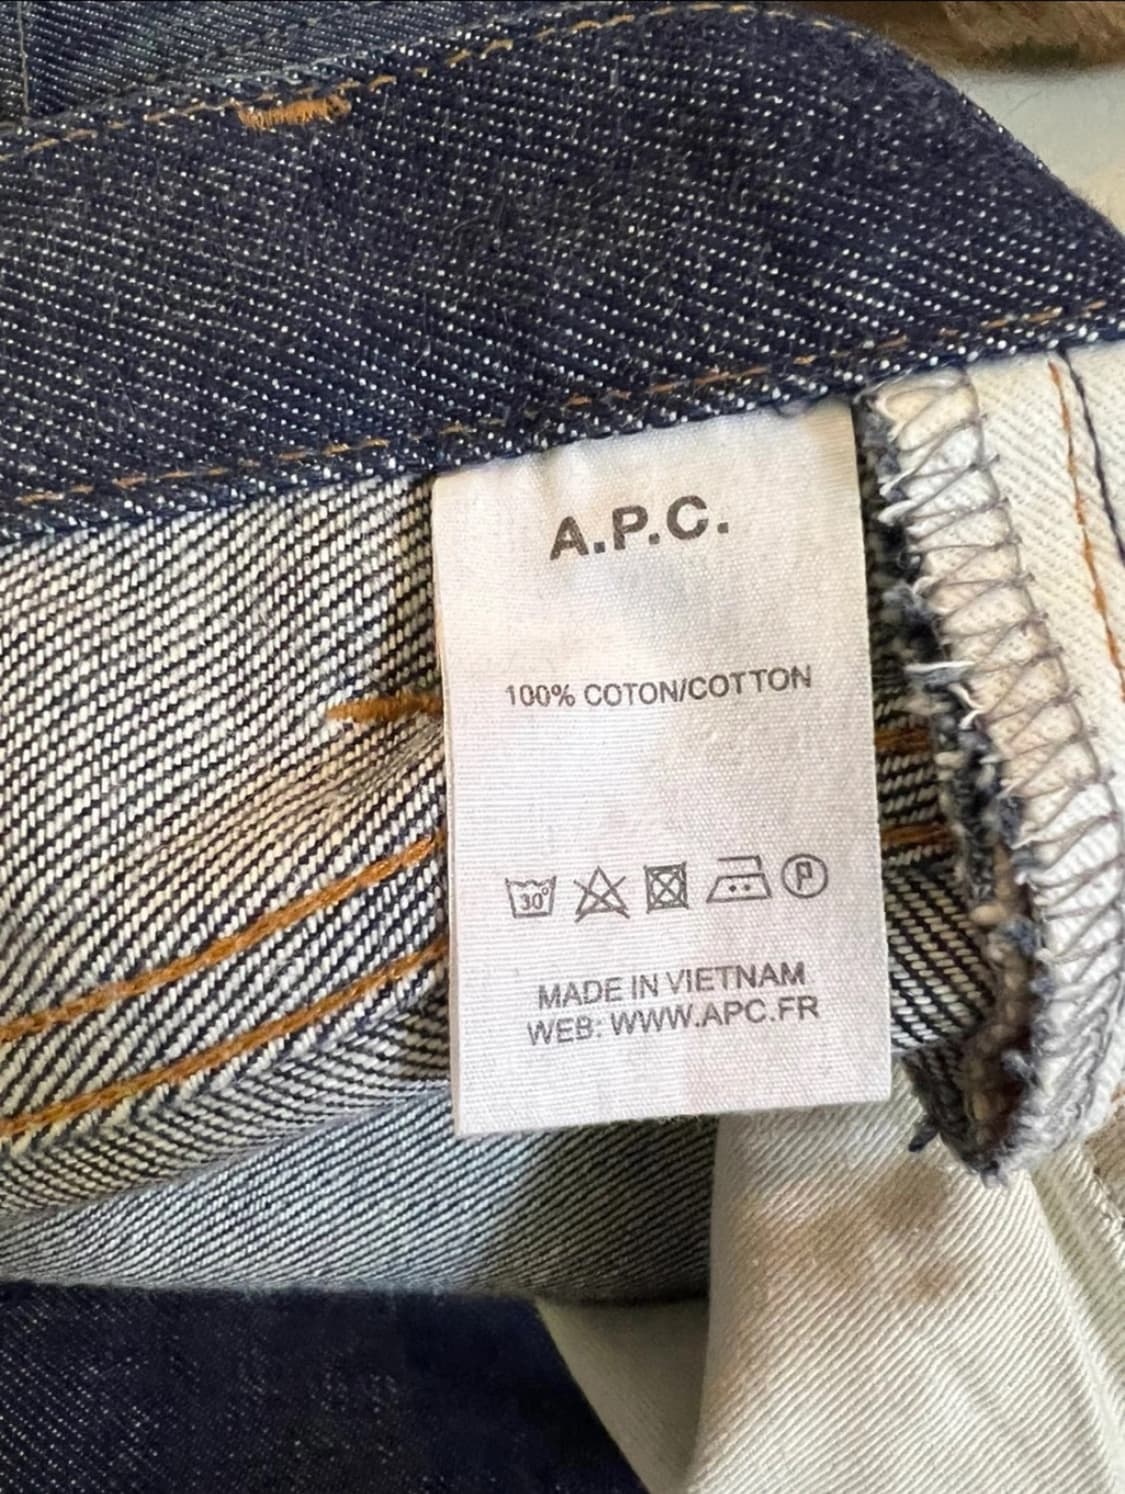 A.P.C.
100% COTON/COTTON
30° P
MADE IN VIETNAM
WEB: WWW.APC.FR